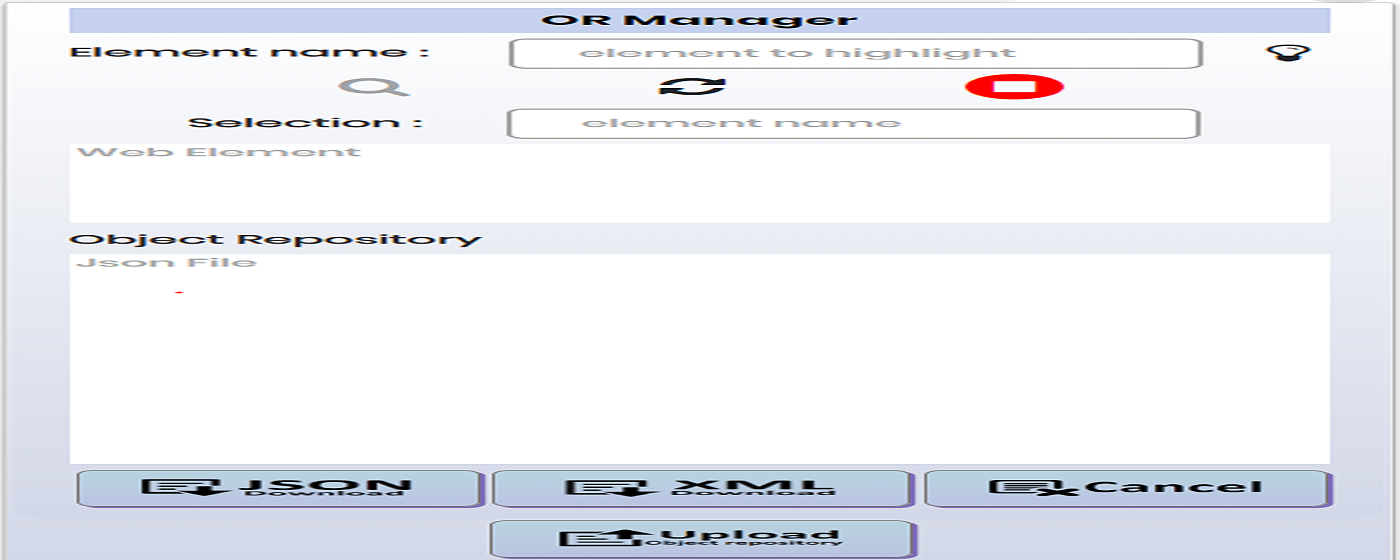 OR Manager
Element name :
element to highlight
Selection :
element name
Web Element
Object Repository
Json File
JSON
Download
XML
Download
Cancel
Upload
Object repository